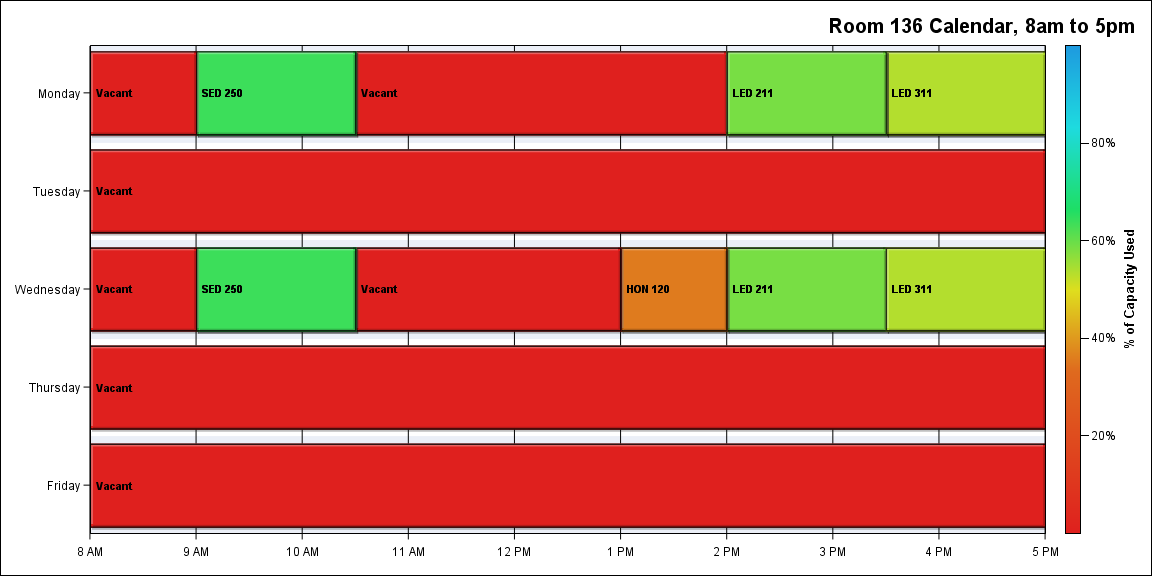 Room 136 Calendar, 8am to 5pm
Monday
Vacant
SED 250
Vacant
LED 211
LED 311
Tuesday
Vacant
Wednesday
Vacant
SED 250
Vacant
HON 120
LED 211
LED 311
Thursday
Vacant
Friday
Vacant
8 AM
9 AM
10 AM
11 AM
12 PM
1 PM
2 PM
3 PM
4 PM
5 PM
80%
60%
40%
20%
% of Capacity Used